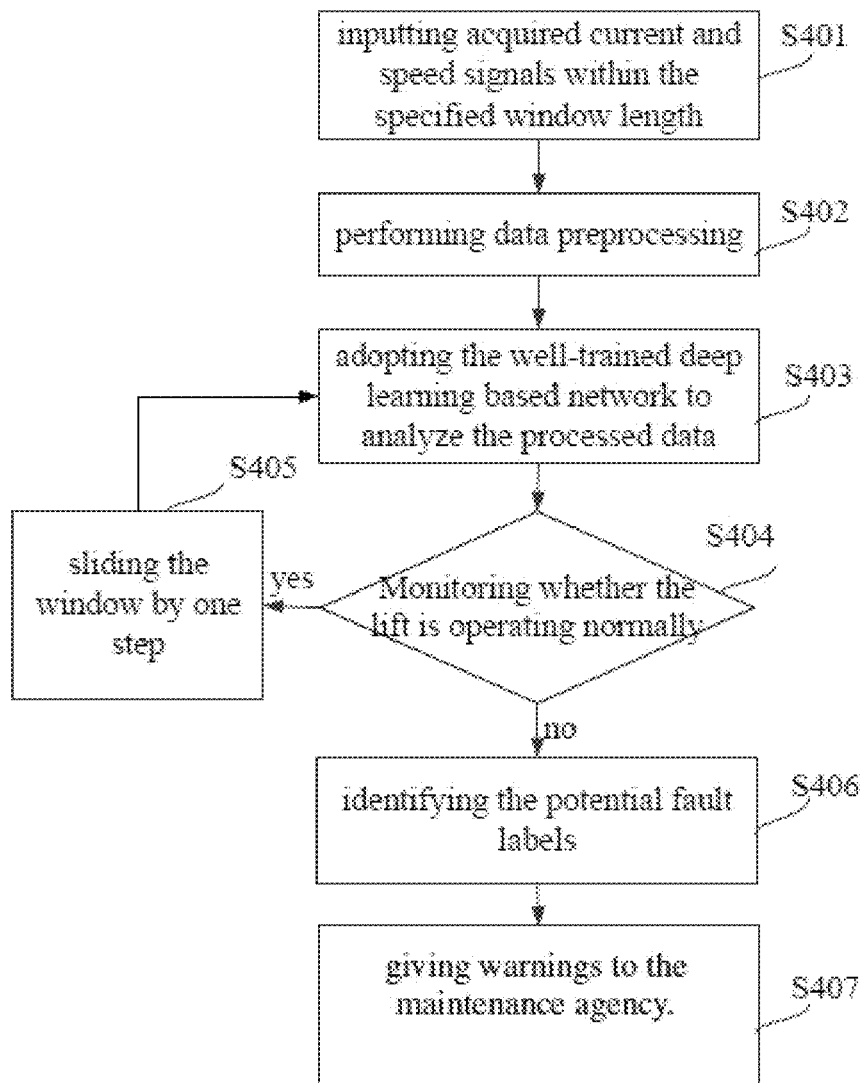 inputting acquired current and
speed signals within the
specified window length
S401
performing data preprocessing
S402
adopting the well-trained deep
learning based network to
analyze the processed data
S403
S405
sliding the
window by one
step
yes
Monitoring whether the
lift is operating normally
S404
no
identifying the potential fault
labels
S406
giving warnings to the
maintenance agency.
S407